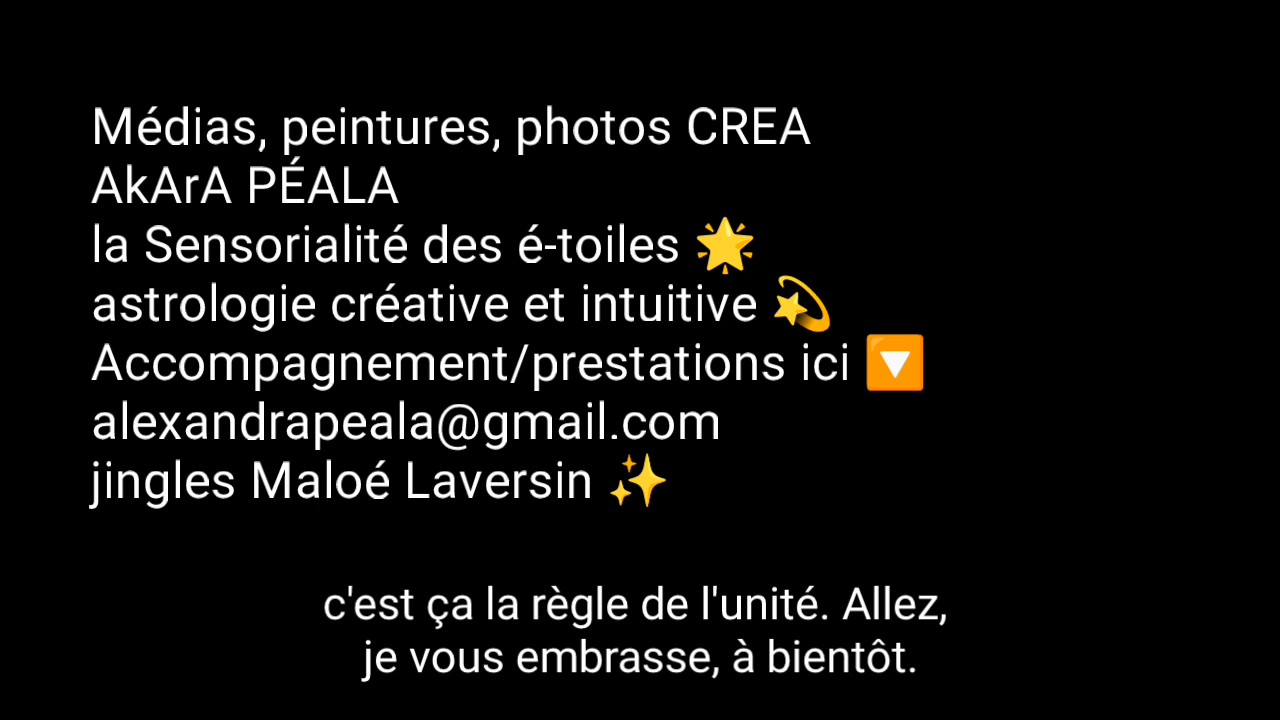 Médias, peintures, photos CREA
AkArA PÉALA
la Sensorialité des é-toiles 🌟
astrologie créative et intuitive 💫
Accompagnement/prestations ici 🔽
alexandrapeala@gmail.com
jingles Maloé Laversin ✨
c'est ça la règle de l'unité. Allez,
je vous embrasse, à bientôt.